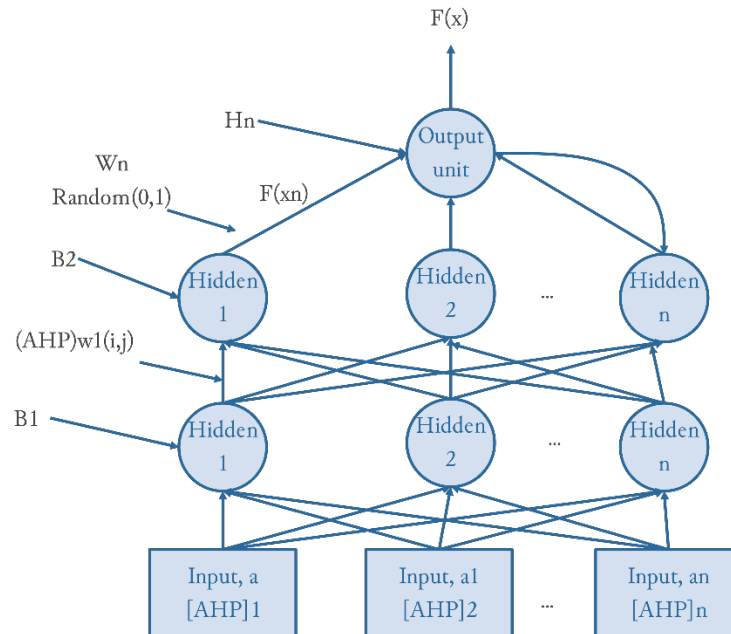 F(x)
Hn
Output
unit
Wn
Random(0,1)
F(xn)
B2
Hidden
1
Hidden
2
...
Hidden
n
(AHP)w1(i,j)
B1
Hidden
1
Hidden
2
...
Hidden
n
Input, a
[AHP]1
Input, a1
[AHP]2
...
Input, an
[AHP]n